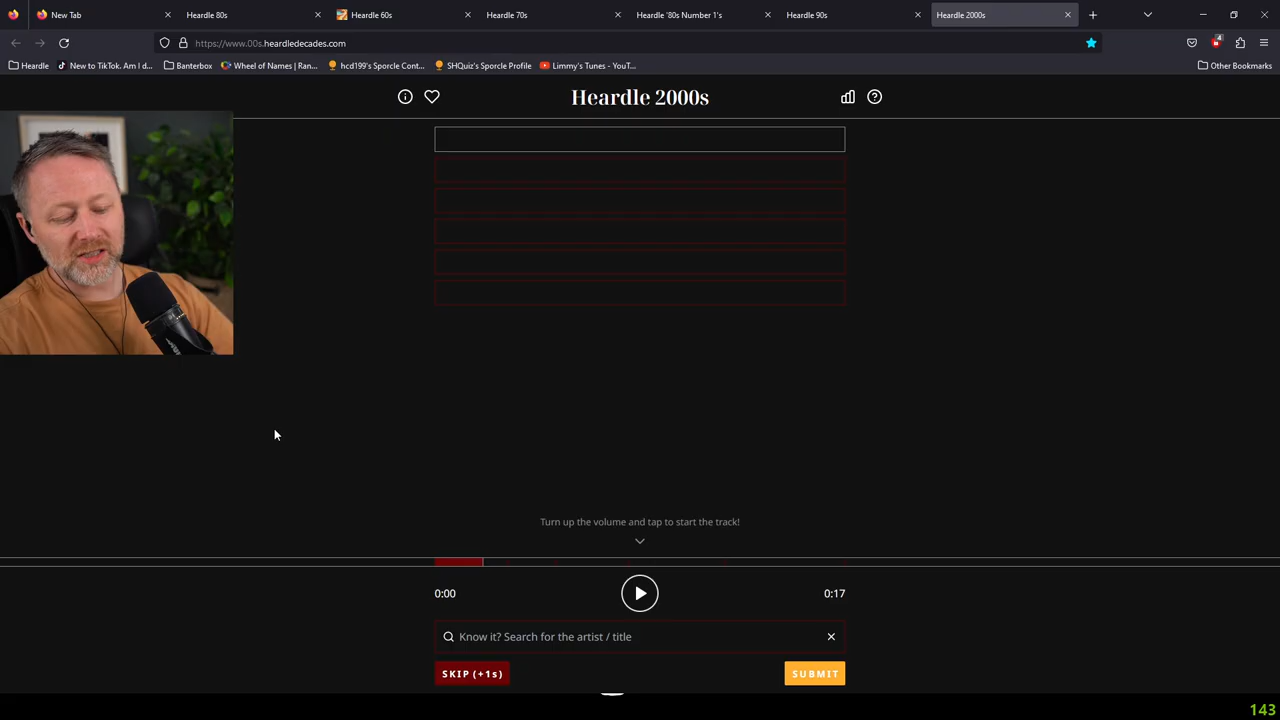 New Tab
Heardle 80s
Heardle 60s
Heardle 70s
Heardle '80s Number 1's
Heardle 90s
Heardle 2000s
https://www.00s.heardledecades.com
4
Heardle
New to TikTok. Am I d...
Banterbox
Wheel of Names | Ran...
hcd199's Sporcle Cont...
SHQuiz's Sporcle Profile
Limmy's Tunes - YouT...
Other Bookmarks
Heardle 2000s
Turn up the volume and tap to start the track!
0:00
0:17
Know it? Search for the artist / title
SKIP (+1s)
SUBMIT
143